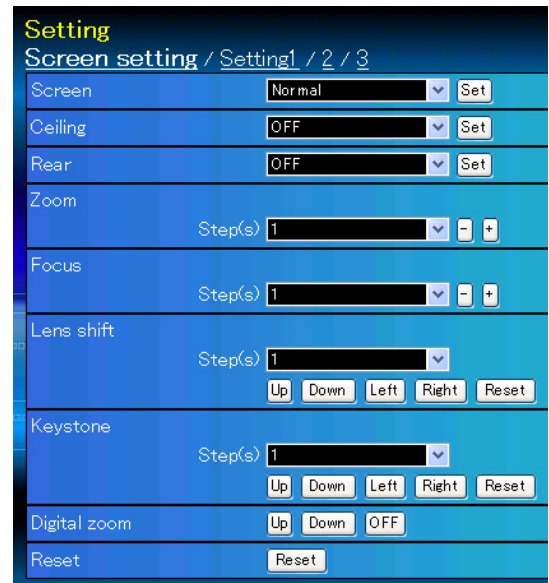 Setting
Screen setting / Setting1 / 2 / 3
Screen Normal Set
Ceiling OFF Set
Rear OFF Set
Zoom
Step(s) 1 - +
Focus
Step(s) 1 - +
Lens shift
Step(s) 1
Up Down Left Right Reset
Keystone
Step(s) 1
Up Down Left Right Reset
Digital zoom Up Down OFF
Reset Reset